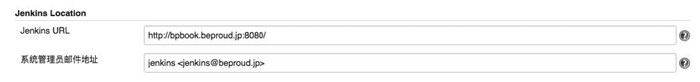 Jenkins Location
Jenkins URL
http://bpbook.beproud.jp:8080/
系统管理员邮件地址
jenkins <jenkins@beproud.jp>